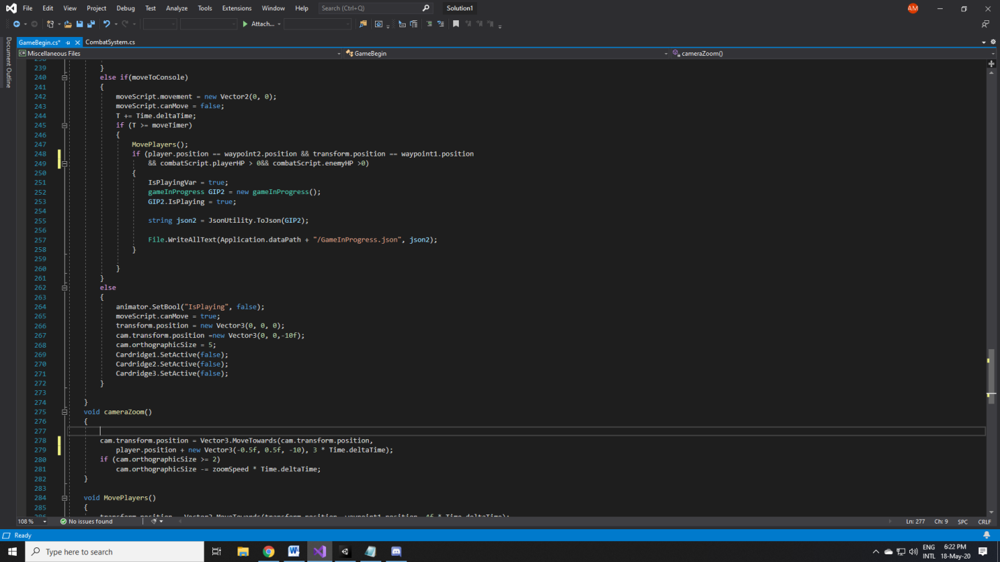 File Edit View Project Debug Test Analyze Tools Extensions Window Help Search (Ctrl+Q) Solution1 AM
Attach...
GameBegin.cs* CombatSystem.cs
Document Outline
Miscellaneous Files GameBegin cameraZoom()
239 }
240 else if(moveToConsole)
241 {
242 moveScript.movement = new Vector2(0, 0);
243 moveScript.canMove = false;
244 T += Time.deltaTime;
245 if (T >= moveTimer)
246 {
247 MovePlayers();
248 if (player.position == waypoint2.position && transform.position == waypoint1.position
249 && combatScript.playerHP > 0&& combatScript.enemyHP >0)
250 {
251 IsPlayingVar = true;
252 gameInProgress GIP2 = new gameInProgress();
253 GIP2.IsPlaying = true;
254
255 string json2 = JsonUtility.ToJson(GIP2);
256
257 File.WriteAllText(Application.dataPath + "/GameInProgress.json", json2);
258 }
259
260 }
261 }
262 else
263 {
264 animator.SetBool("IsPlaying", false);
265 moveScript.canMove = true;
266 transform.position = new Vector3(0, 0, 0);
267 cam.transform.position =new Vector3(0, 0,-10f);
268 cam.orthographicSize = 5;
269 Cardridge1.SetActive(false);
270 Cardridge2.SetActive(false);
271 Cardridge3.SetActive(false);
272 }
273
274 }
275 void cameraZoom()
276 {
277
278 cam.transform.position = Vector3.MoveTowards(cam.transform.position,
279 player.position + new Vector3(-0.5f, 0.5f, -10), 3 * Time.deltaTime);
280 if (cam.orthographicSize >= 2)
281 cam.orthographicSize -= zoomSpeed * Time.deltaTime;
282 }
283
284 void MovePlayers()
285 {
108 % No issues found Ln: 277 Ch: 9 SPC CRLF
Ready
Type here to search ENG 6:22 PM
INTL 18-May-20